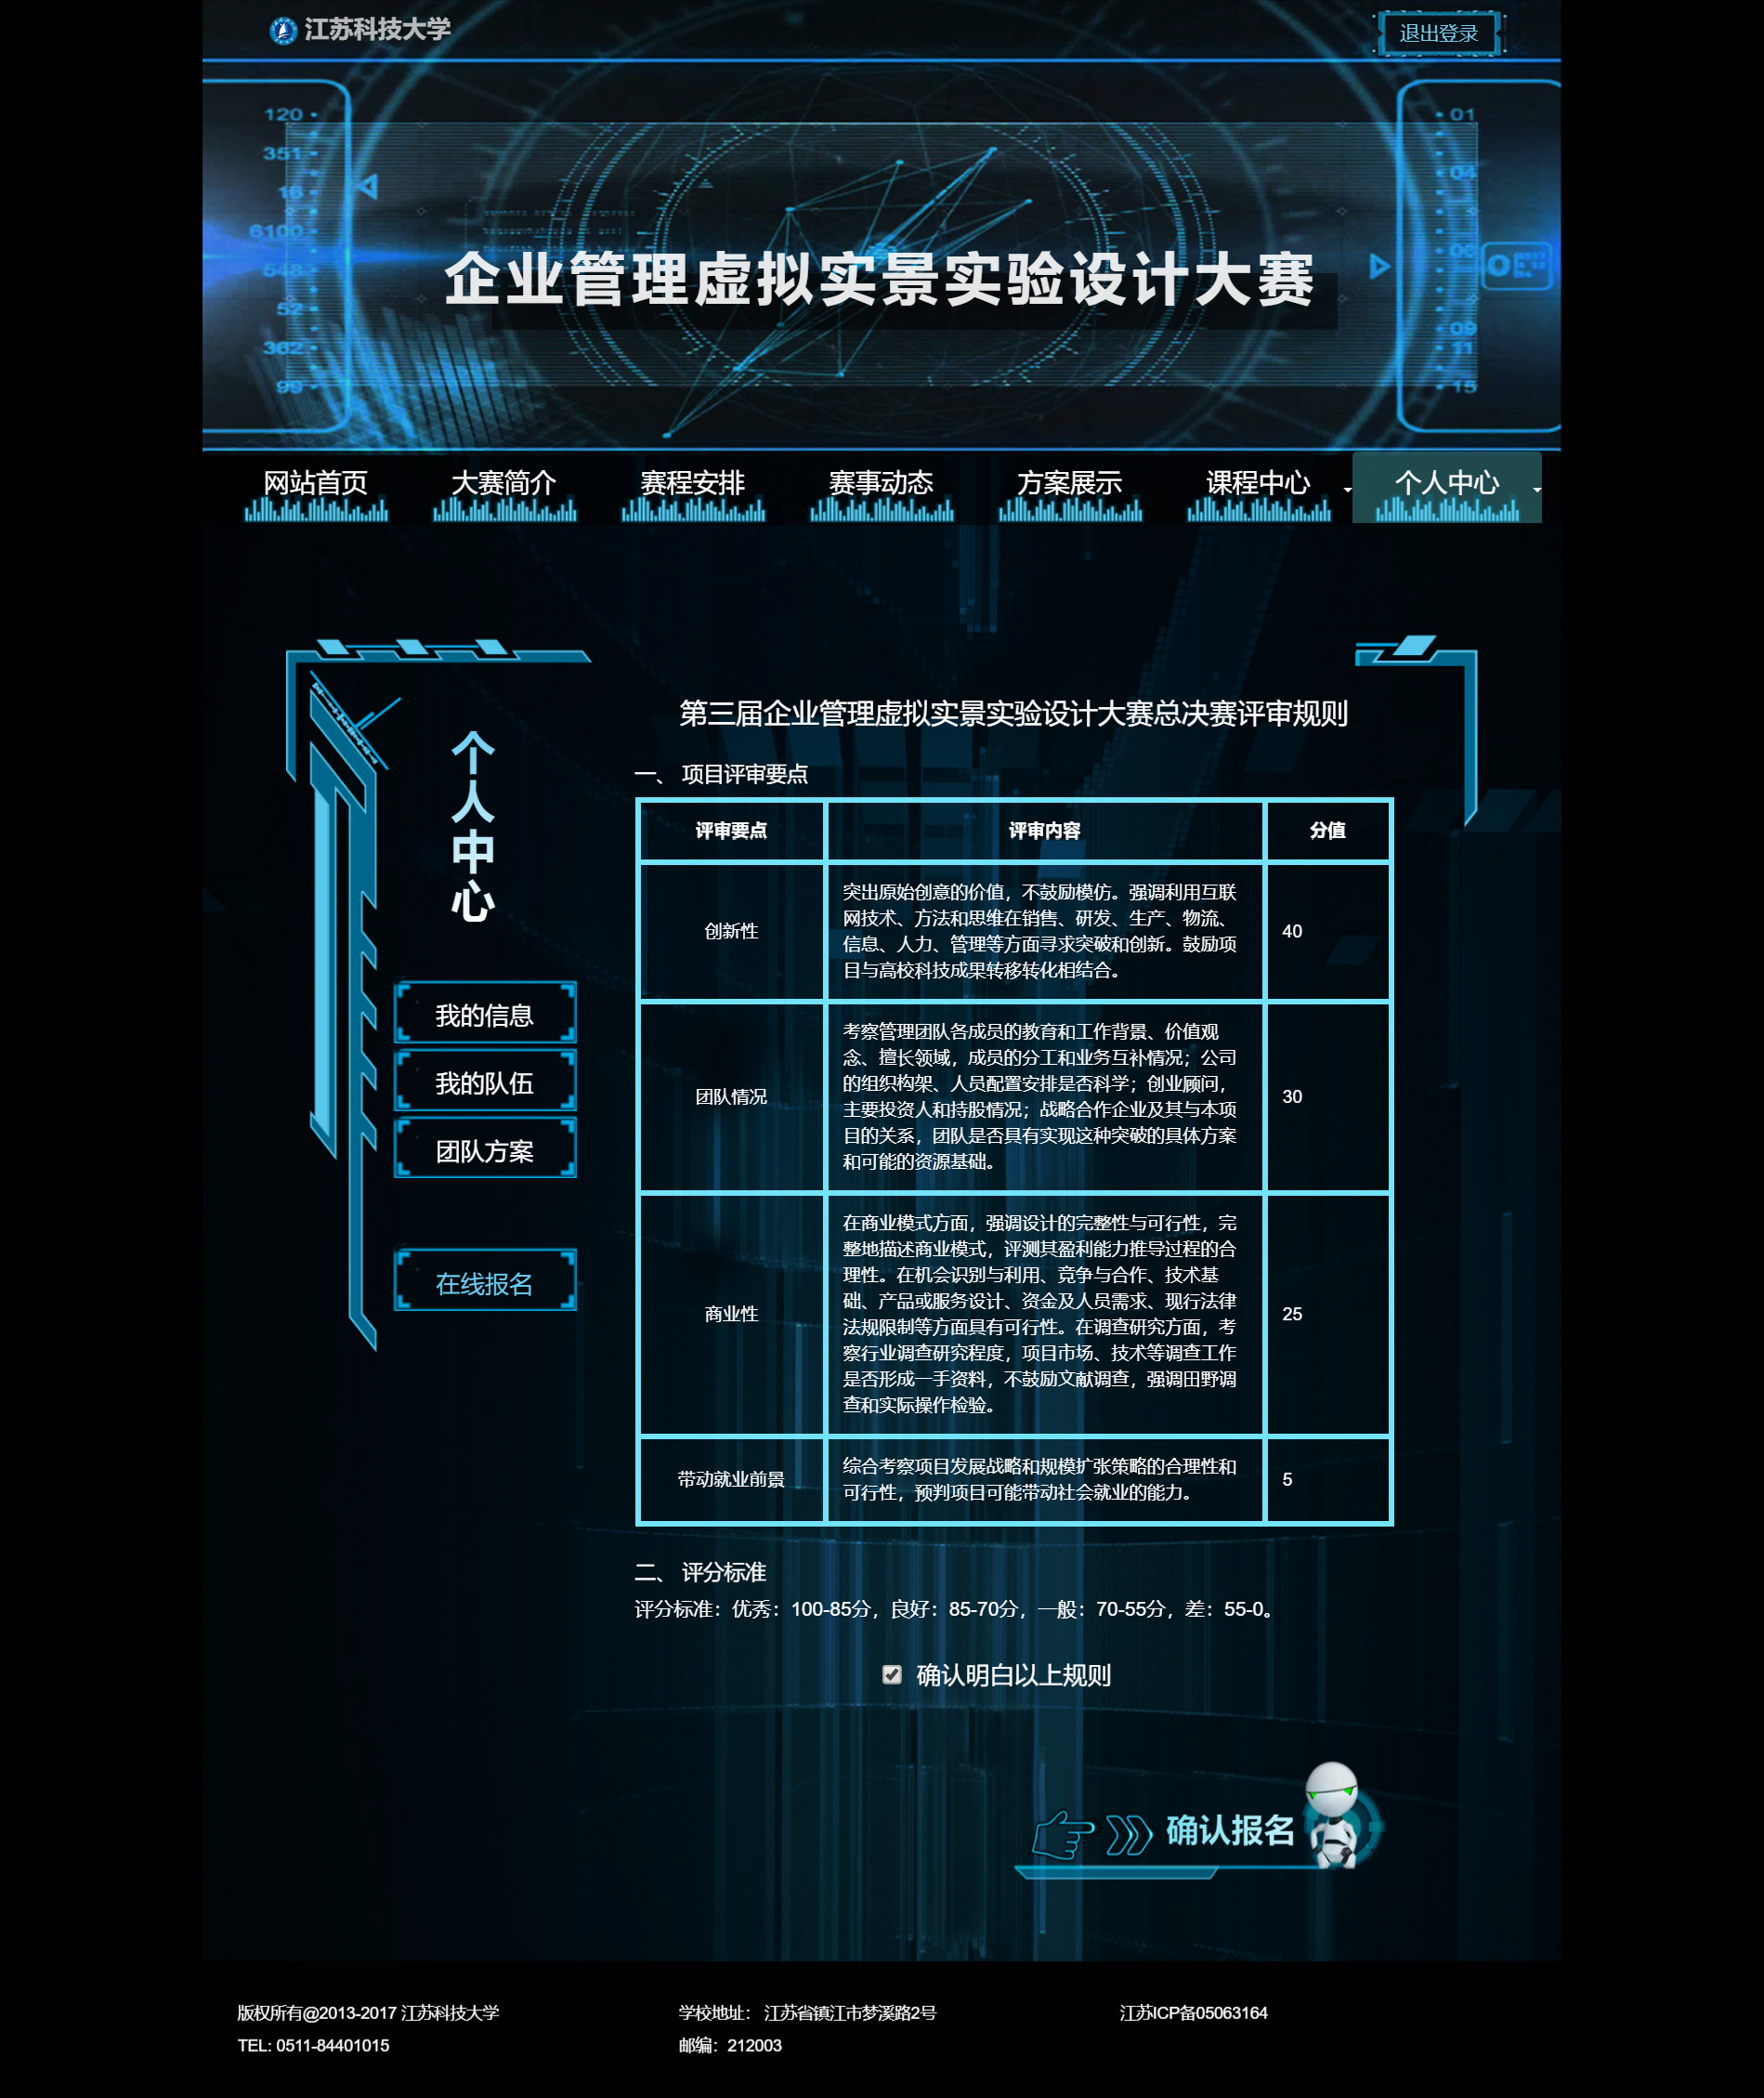 江苏科技大学
退出登录
120
351
16
6100
548
52
362
99
01
04
06
09
11
15
企业管理虚拟实景实验设计大赛
网站首页
大赛简介
赛程安排
赛事动态
方案展示
课程中心
个人中心
个人中心
我的信息
我的队伍
团队方案
在线报名
第三届企业管理虚拟实景实验设计大赛总决赛评审规则
一、 项目评审要点
评审要点
评审内容
分值
创新性
突出原始创意的价值，不鼓励模仿。强调利用互联
网技术、方法和思维在销售、研发、生产、物流、
信息、人力、管理等方面寻求突破和创新。鼓励项
目与高校科技成果转移转化相结合。
40
团队情况
考察管理团队各成员的教育和工作背景、价值观
念、擅长领域，成员的分工和业务互补情况；公司
的组织构架、人员配置安排是否科学；创业顾问，
主要投资人和持股情况；战略合作企业及其与本项
目的关系，团队是否具有实现这种突破的具体方案
和可能的资源基础。
30
商业性
在商业模式方面，强调设计的完整性与可行性，完
整地描述商业模式，评测其盈利能力推导过程的合
理性。在机会识别与利用、竞争与合作、技术基
础、产品或服务设计、资金及人员需求、现行法律
法规限制等方面具有可行性。在调查研究方面，考
察行业调查研究程度，项目市场、技术等调查工作
是否形成一手资料，不鼓励文献调查，强调田野调
查和实际操作检验。
25
带动就业前景
综合考察项目发展战略和规模扩张策略的合理性和
可行性，预判项目可能带动社会就业的能力。
5
二、 评分标准
评分标准：优秀：100-85分，良好：85-70分，一般：70-55分，差：55-0。
确认明白以上规则
确认报名
版权所有@2013-2017 江苏科技大学
学校地址： 江苏省镇江市梦溪路2号
江苏ICP备05063164
TEL: 0511-84401015
邮编：212003